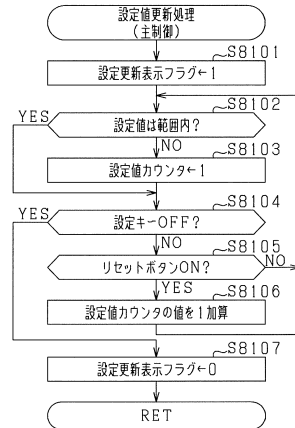 設定値更新処理
(主制御)
S8101
設定更新表示フラグ←1
S8102
YES
設定値は範囲内?
NO
S8103
設定値カウンタ←1
S8104
YES
設定キーOFF?
NO
S8105
リセットボタンON?
NO
YES
S8106
設定値カウンタの値を1加算
S8107
設定更新表示フラグ←0
RET